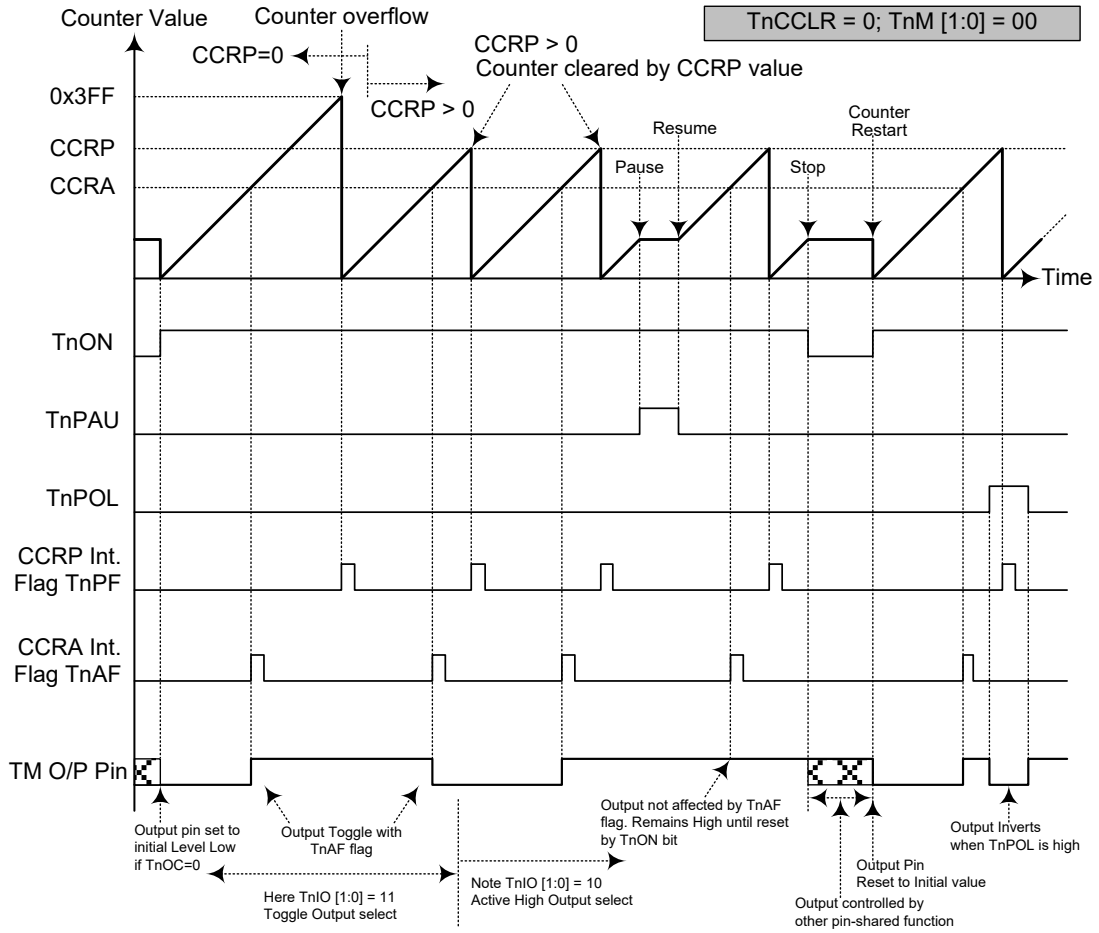 Counter Value
Counter overflow
TnCCLR = 0; TnM [1:0] = 00
CCRP=0
CCRP > 0
CCRP > 0
Counter cleared by CCRP value
0x3FF
CCRP
CCRA
Pause
Resume
Stop
Counter
Restart
Time
TnON
TnPAU
TnPOL
CCRP Int.
Flag TnPF
CCRA Int.
Flag TnAF
TM O/P Pin
Output pin set to
initial Level Low
if TnOC=0
Output Toggle with
TnAF flag
Output not affected by TnAF
flag. Remains High until reset
by TnON bit
Output Inverts
when TnPOL is high
Output Pin
Reset to Initial value
Here TnIO [1:0] = 11
Toggle Output select
Note TnIO [1:0] = 10
Active High Output select
Output controlled by
other pin-shared function